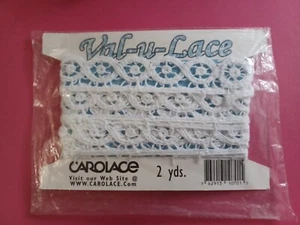 Val-u-Lace
CAROLACE
Visit our Web Site @
WWW.CAROLACE.Com
2 yds.